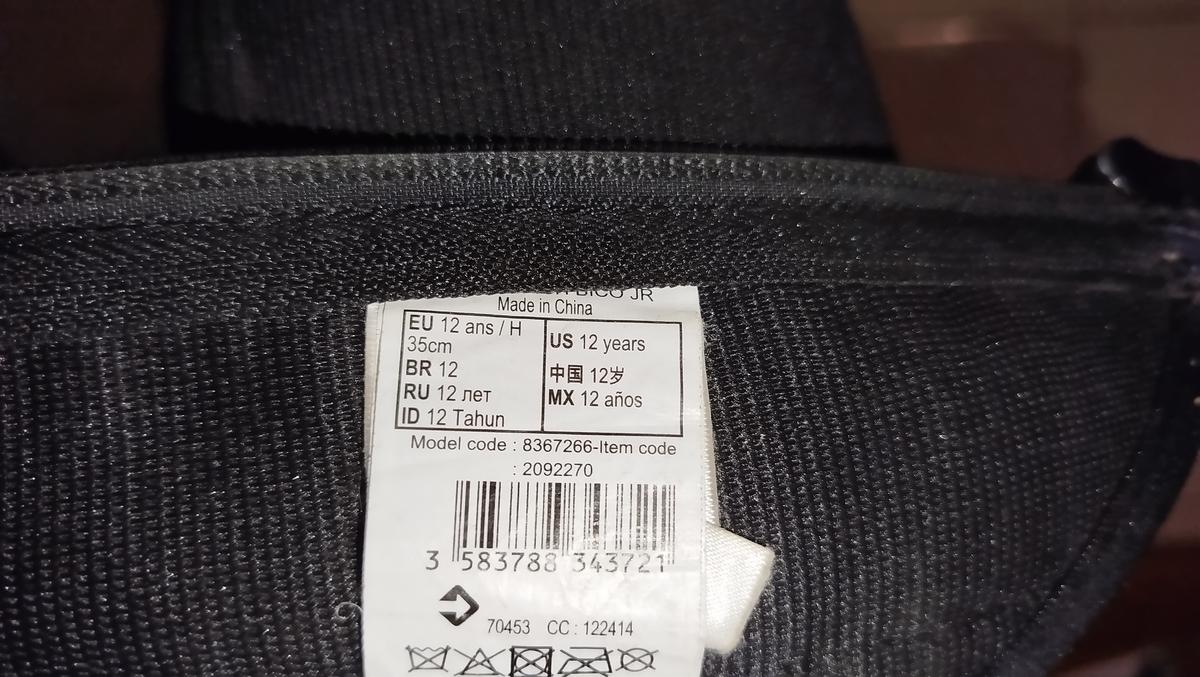 BICO JR
Made in China
EU 12 ans / H
35cm
BR 12
RU 12 лет
ID 12 Tahun
US 12 years
中国 12岁
MX 12 años
Model code : 8367266-Item code
: 2092270
3 583788 343721
70453 CC : 122414